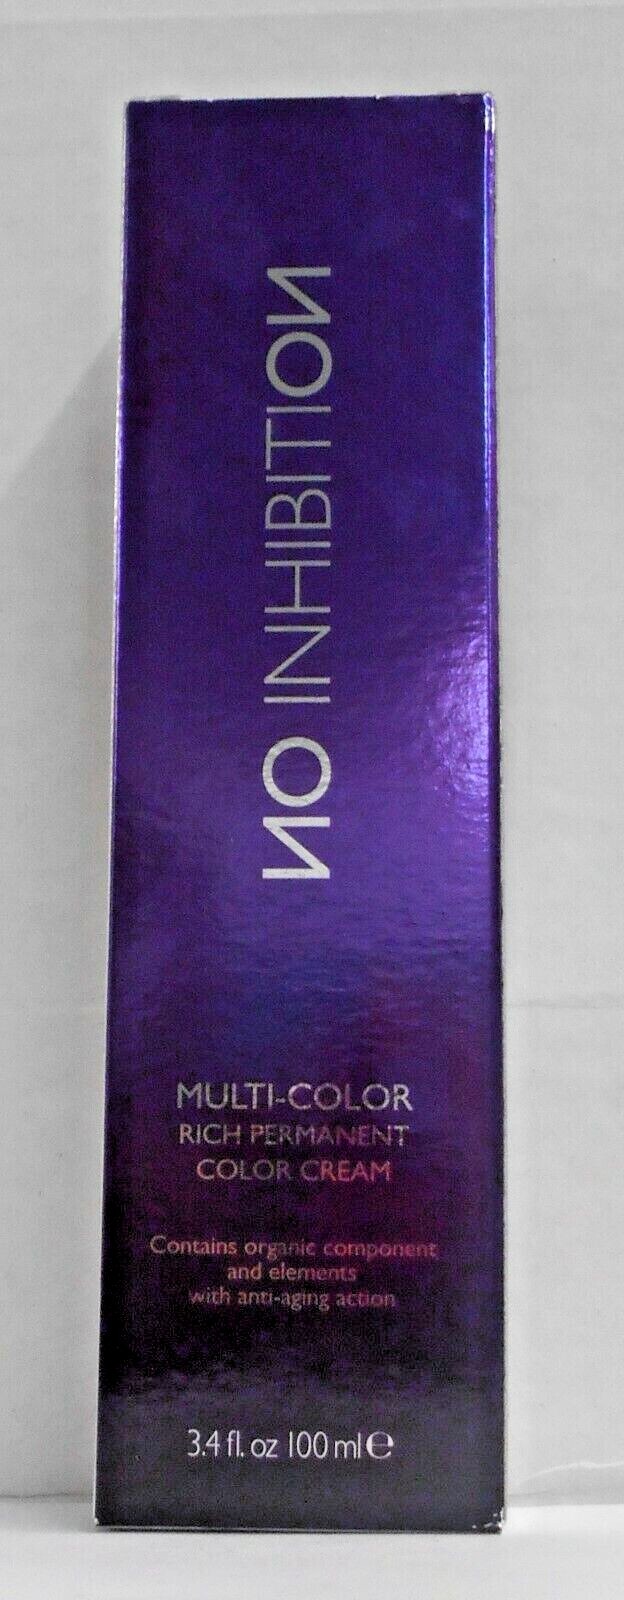 NO INHIBITION
MULTI-COLOR
RICH PERMANENT
COLOR CREAM
Contains organic component
and elements
with anti-aging action
3.4 fl. oz 100 ml ℮